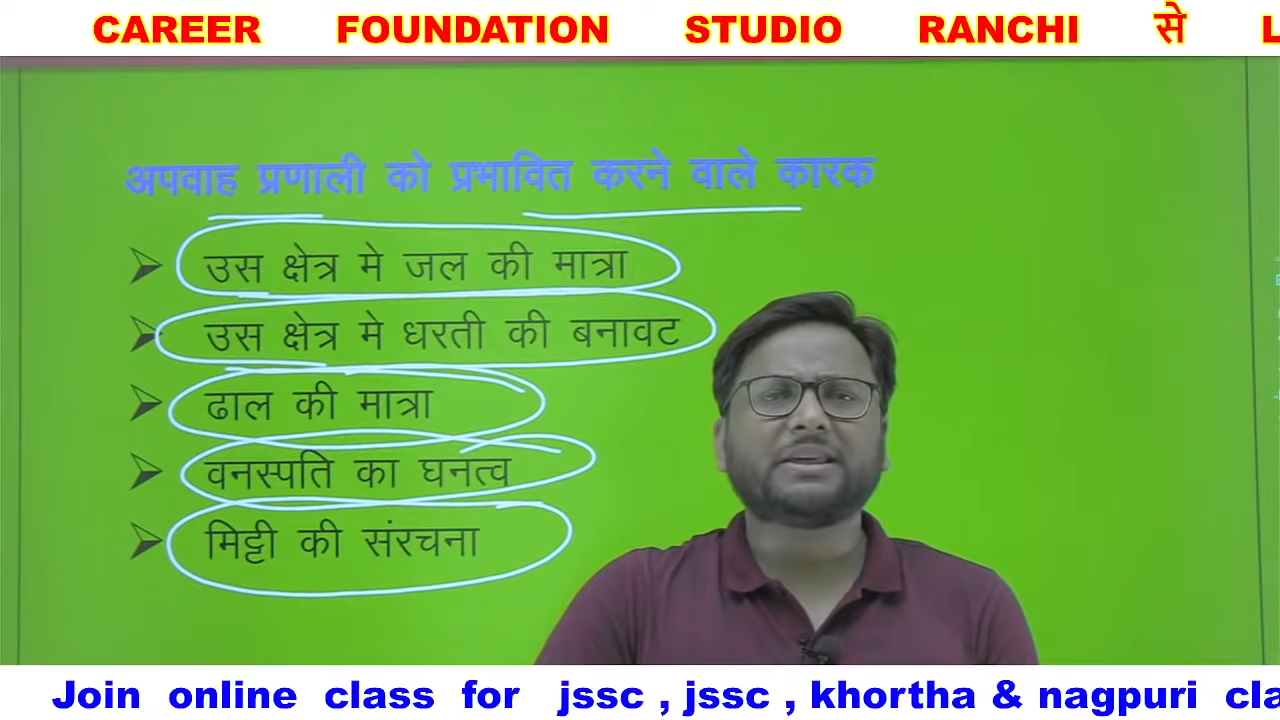 CAREER FOUNDATION STUDIO RANCHI से L
अपवाह प्रणाली को प्रभावित करने वाले कारक
उस क्षेत्र मे जल की मात्रा
उस क्षेत्र मे धरती की बनावट
ढाल की मात्रा
वनस्पति का घनत्व
मिट्टी की संरचना
Join online class for jssc , jssc , khortha & nagpuri cla